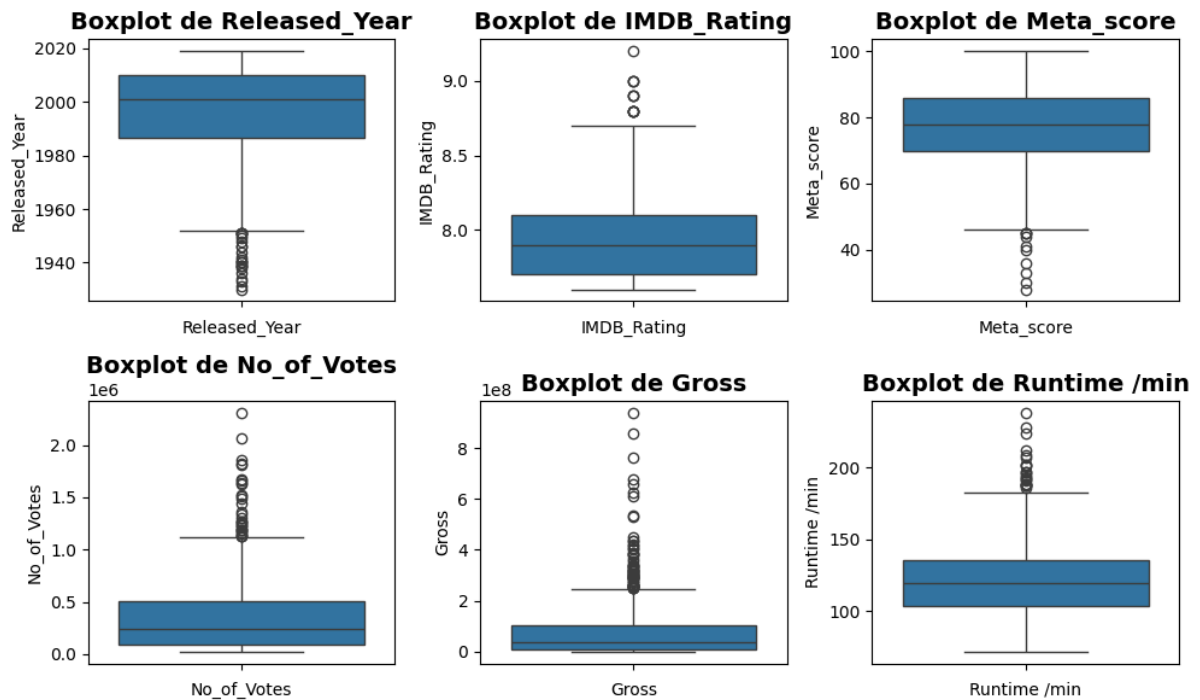 Boxplot de Released_Year
2020
2000
1980
1960
1940
Released_Year
Released_Year
Boxplot de IMDB_Rating
9.0
8.5
8.0
IMDB_Rating
IMDB_Rating
Boxplot de Meta_score
100
80
60
40
Meta_score
Meta_score
Boxplot de No_of_Votes
1e6
2.0
1.5
1.0
0.5
0.0
No_of_Votes
No_of_Votes
Boxplot de Gross
1e8
8
6
4
2
0
Gross
Gross
Boxplot de Runtime /min
200
150
100
Runtime /min
Runtime /min